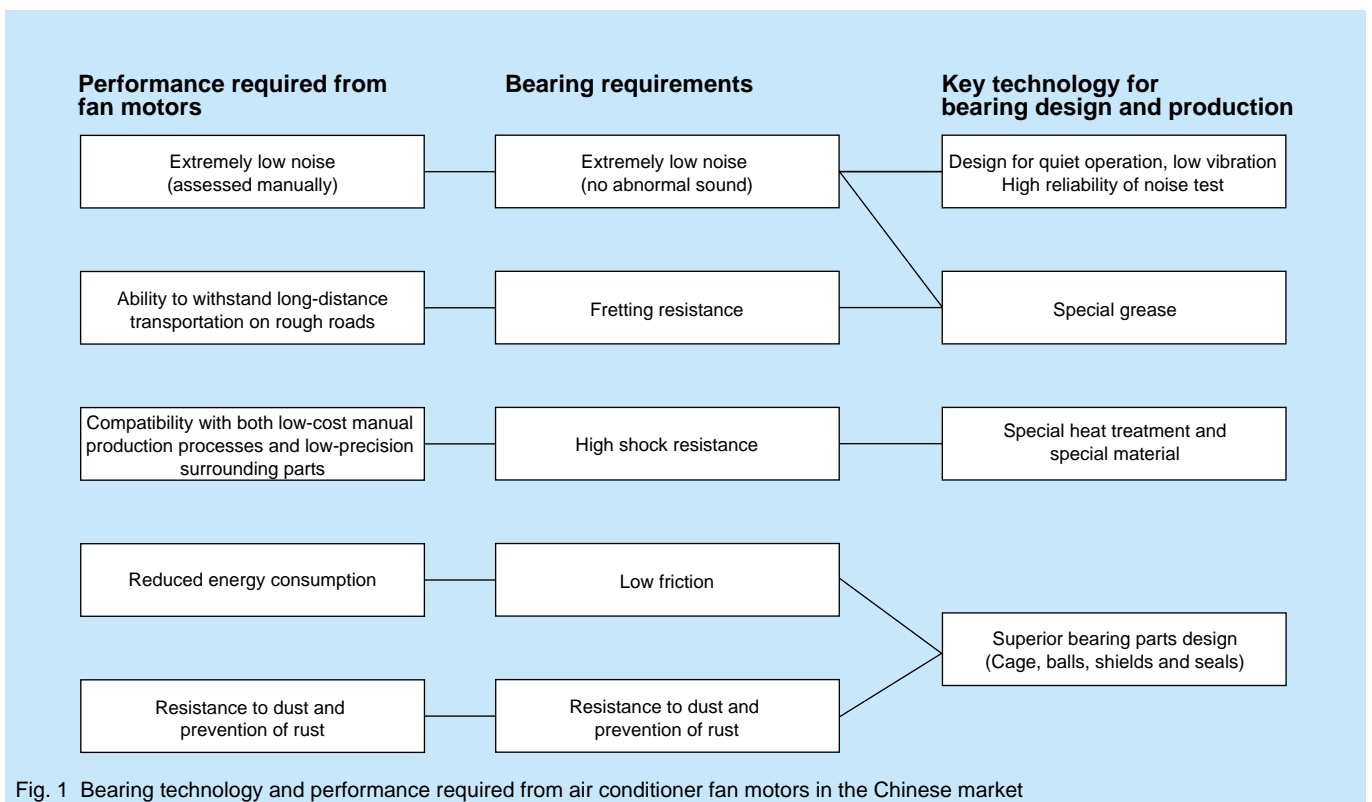 Performance required from
fan motors
Bearing requirements
Key technology for
bearing design and production
Extremely low noise
(assessed manually)
Extremely low noise
(no abnormal sound)
Design for quiet operation, low vibration
High reliability of noise test
Ability to withstand long-distance
transportation on rough roads
Fretting resistance
Special grease
Compatibility with both low-cost manual
production processes and low-precision
surrounding parts
High shock resistance
Special heat treatment and
special material
Reduced energy consumption
Low friction
Superior bearing parts design
(Cage, balls, shields and seals)
Resistance to dust and
prevention of rust
Resistance to dust and
prevention of rust
Fig. 1 Bearing technology and performance required from air conditioner fan motors in the Chinese market